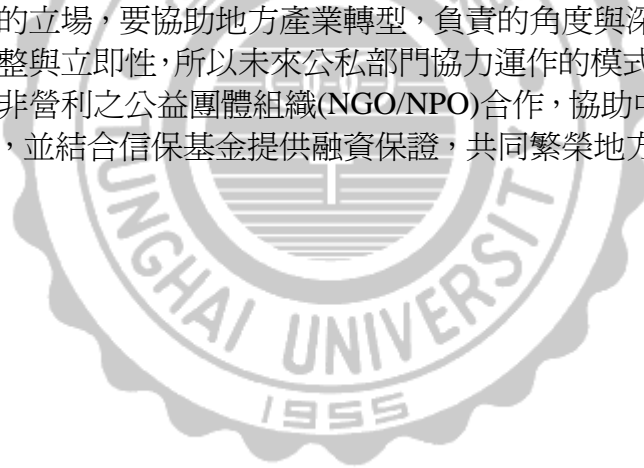 的立場，要協助地方產業轉型，負責的角度與深
整與立即性，所以未來公私部門協力運作的模式
非營利之公益團體組織(NGO/NPO)合作，協助中
，並結合信保基金提供融資保證，共同繁榮地方
UNGHAI UNIVERSIT
1955